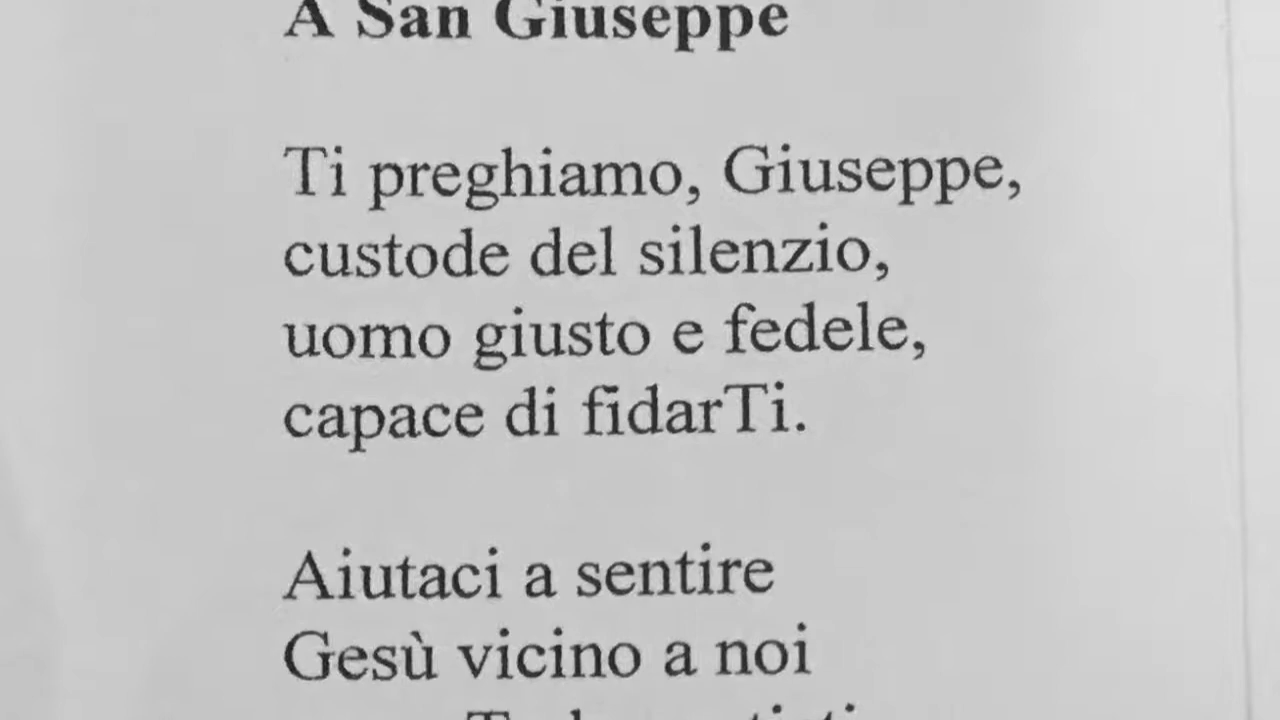 A San Giuseppe
Ti preghiamo, Giuseppe,
custode del silenzio,
uomo giusto e fedele,
capace di fidarTi.
Aiutaci a sentire
Gesù vicino a noi